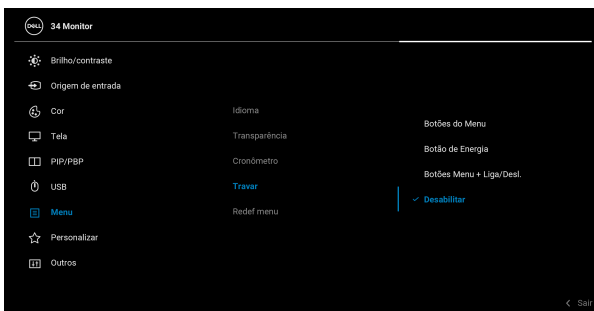 DELL
34 Monitor
Brilho/contraste
Origem de entrada
Cor
Tela
PIP/PBP
USB
Menu
Personalizar
Outros
Idioma
Transparência
Cronômetro
Travar
Redef menu
Botões do Menu
Botão de Energia
Botões Menu + Liga/Desl.
Desabilitar
Sair